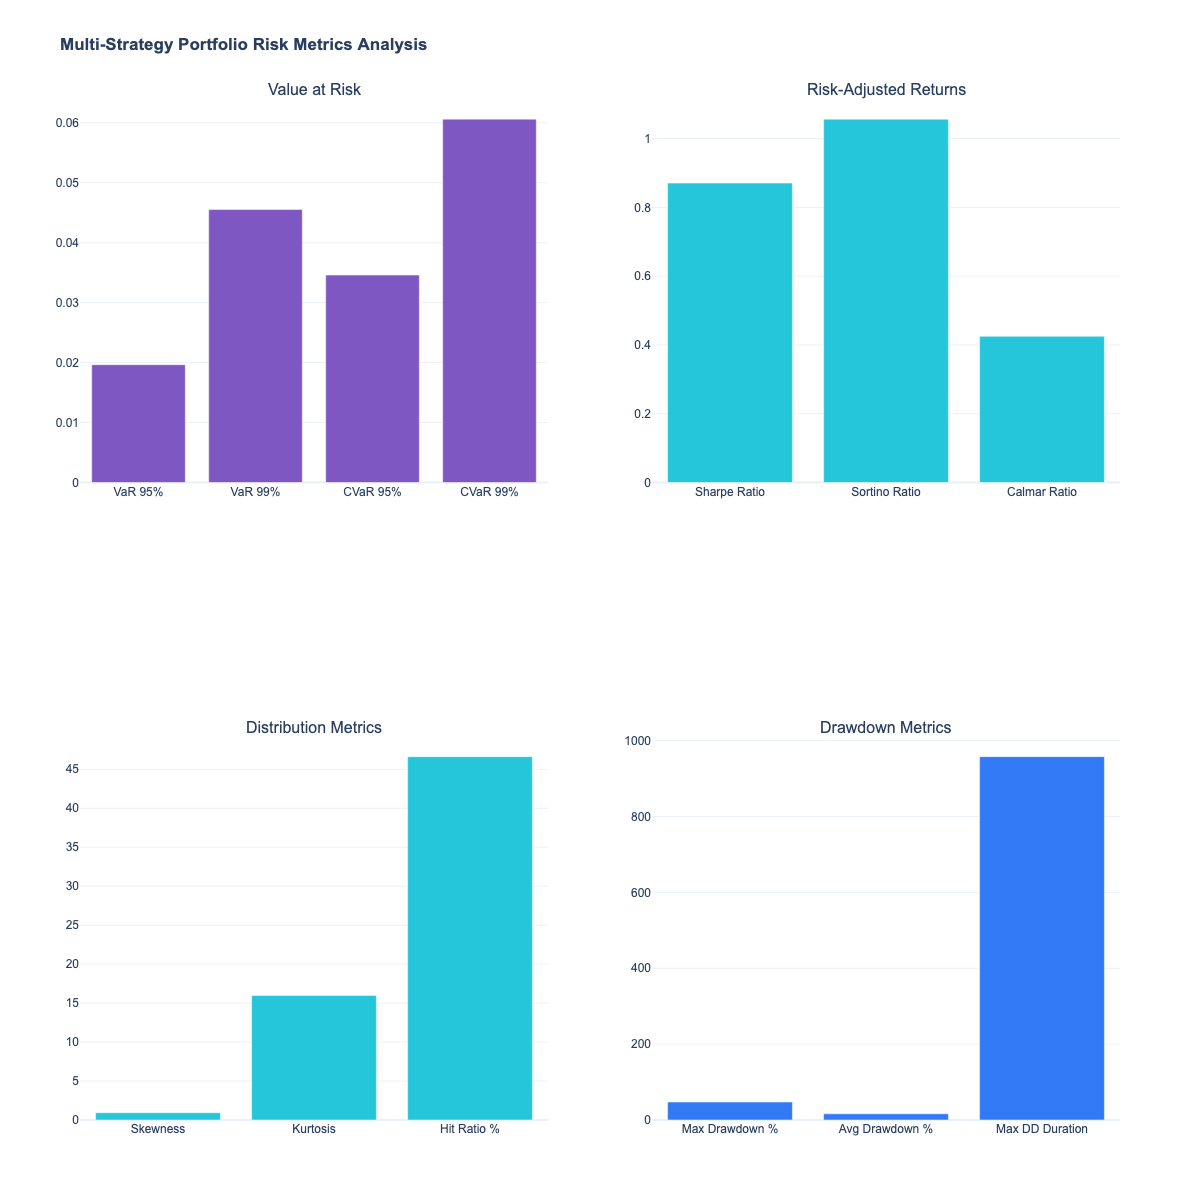 Multi-Strategy Portfolio Risk Metrics Analysis
Value at Risk
0.06
0.05
0.04
0.03
0.02
0.01
0
VaR 95%
VaR 99%
CVaR 95%
CVaR 99%
Risk-Adjusted Returns
1
0.8
0.6
0.4
0.2
0
Sharpe Ratio
Sortino Ratio
Calmar Ratio
Distribution Metrics
45
40
35
30
25
20
15
10
5
0
Skewness
Kurtosis
Hit Ratio %
Drawdown Metrics
1000
800
600
400
200
0
Max Drawdown %
Avg Drawdown %
Max DD Duration